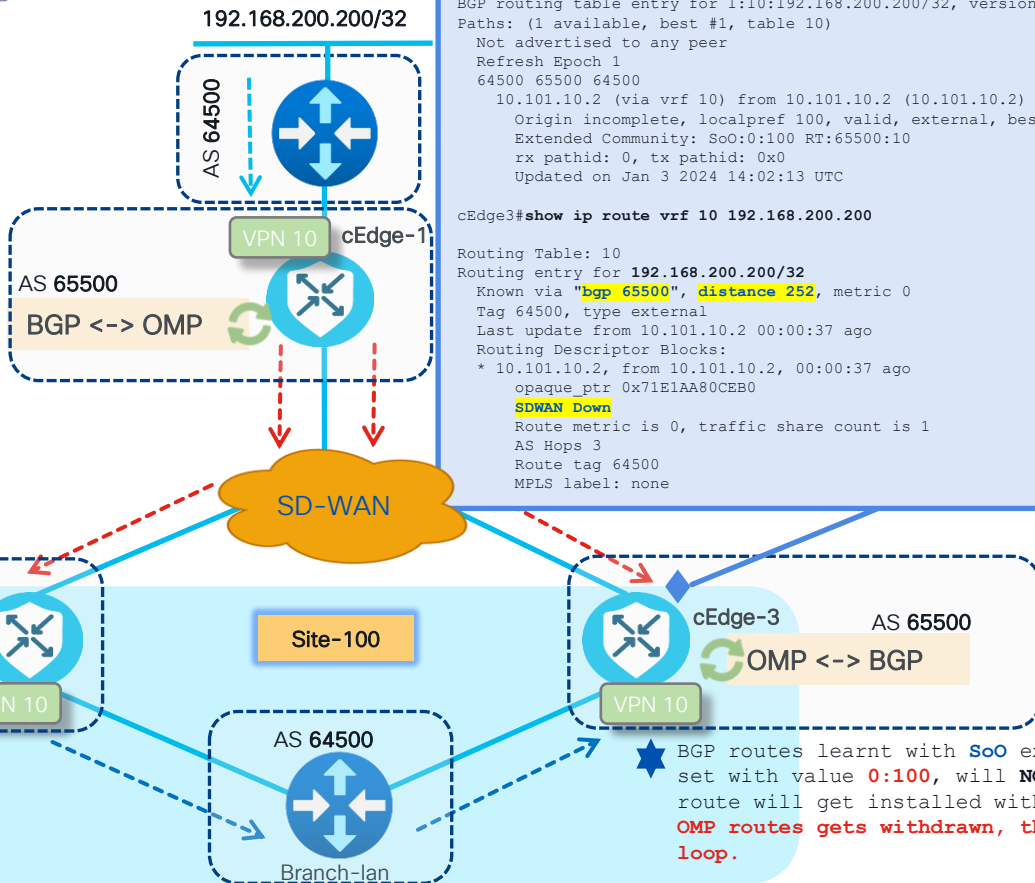 192.168.200.200/32
AS 64500
VPN 10
cEdge-1
AS 65500
BGP <-> OMP
SD-WAN
BGP routing table entry for 1:10:192.168.200.200/32, version
Paths: (1 available, best #1, table 10)
Not advertised to any peer
Refresh Epoch 1
64500 65500 64500
10.101.10.2 (via vrf 10) from 10.101.10.2 (10.101.10.2)
Origin incomplete, localpref 100, valid, external,
Extended Community: SoO:0:100 RT:65500:10
rx pathid: 0, tx pathid: 0x0
Updated on Jan 3 2024 14:02:13 UTC
cEdge3#show ip route vrf 10 192.168.200.200
Routing Table: 10
Routing entry for 192.168.200.200/32
Known via "bgp 65500", distance 252, metric 0
Tag 64500, type external
Last update from 10.101.10.2 00:00:37 ago
Routing Descriptor Blocks:
* 10.101.10.2, from 10.101.10.2, 00:00:37 ago
opaque_ptr 0x71E1AA80CEB0
SDWAN Down
Route metric is 0, traffic share count is 1
AS Hops 3
Route tag 64500
MPLS label: none
Site-100
cEdge-3
AS 65500
OMP <-> BGP
N 10
VPN 10
AS 64500
Branch-lan
BGP routes learnt with SoO
set with value 0:100, will
route will get installed
OMP routes gets withdrawn,
loop.